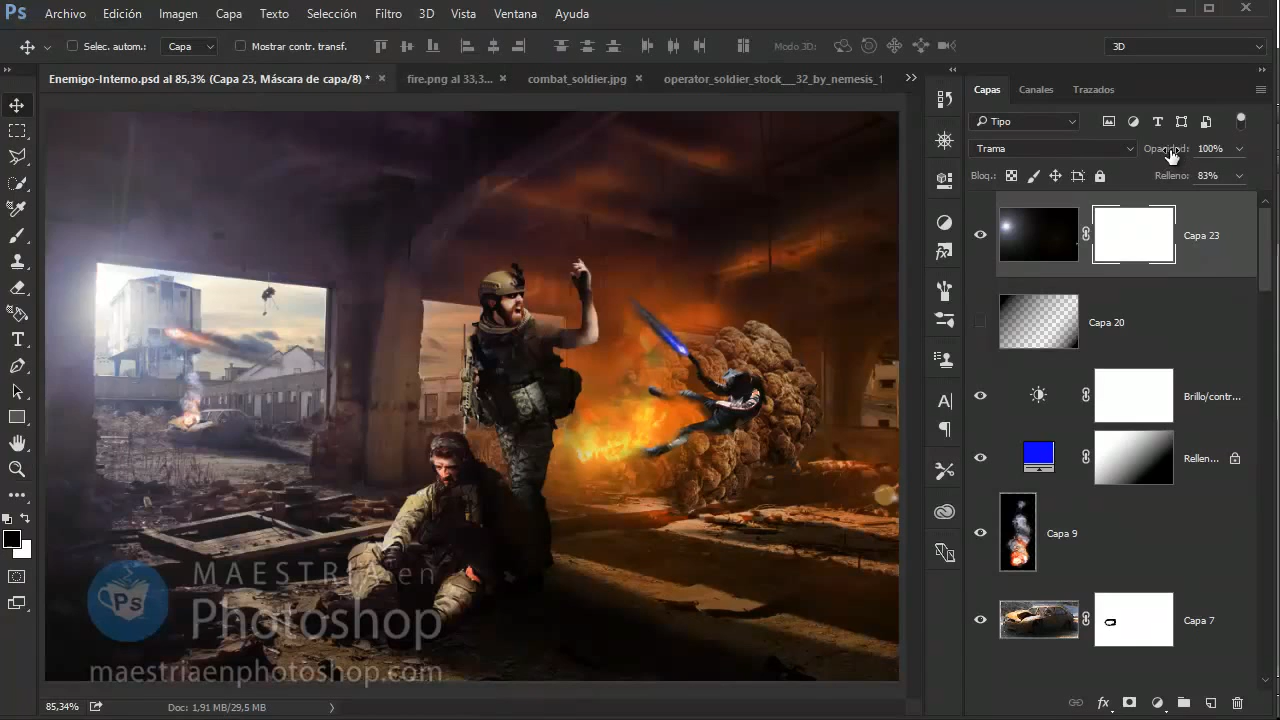 Ps Archivo Edición Imagen Capa Texto Selección Filtro 3D Vista Ventana Ayuda
Selec. autom.: Capa Mostrar contr. transf. Modo 3D: 3D
Enemigo-Interno.psd al 85,3% (Capa 23, Máscara de capa/8) * × fire.png al 33,3... × combat_soldier.jpg × operator_soldier_stock___32_by_nemesis_1 »
Capas Canales Trazados
Tipo
Trama 100%
Bloq.: Relleno: 83%
Capa 23
Capa 20
Brillo/contr...
Rellen...
Capa 9
Capa 7
MAESTRIA en
Ps Photoshop
maestriaenphotoshop.com
85,34% Doc: 1,91 MB/29,5 MB